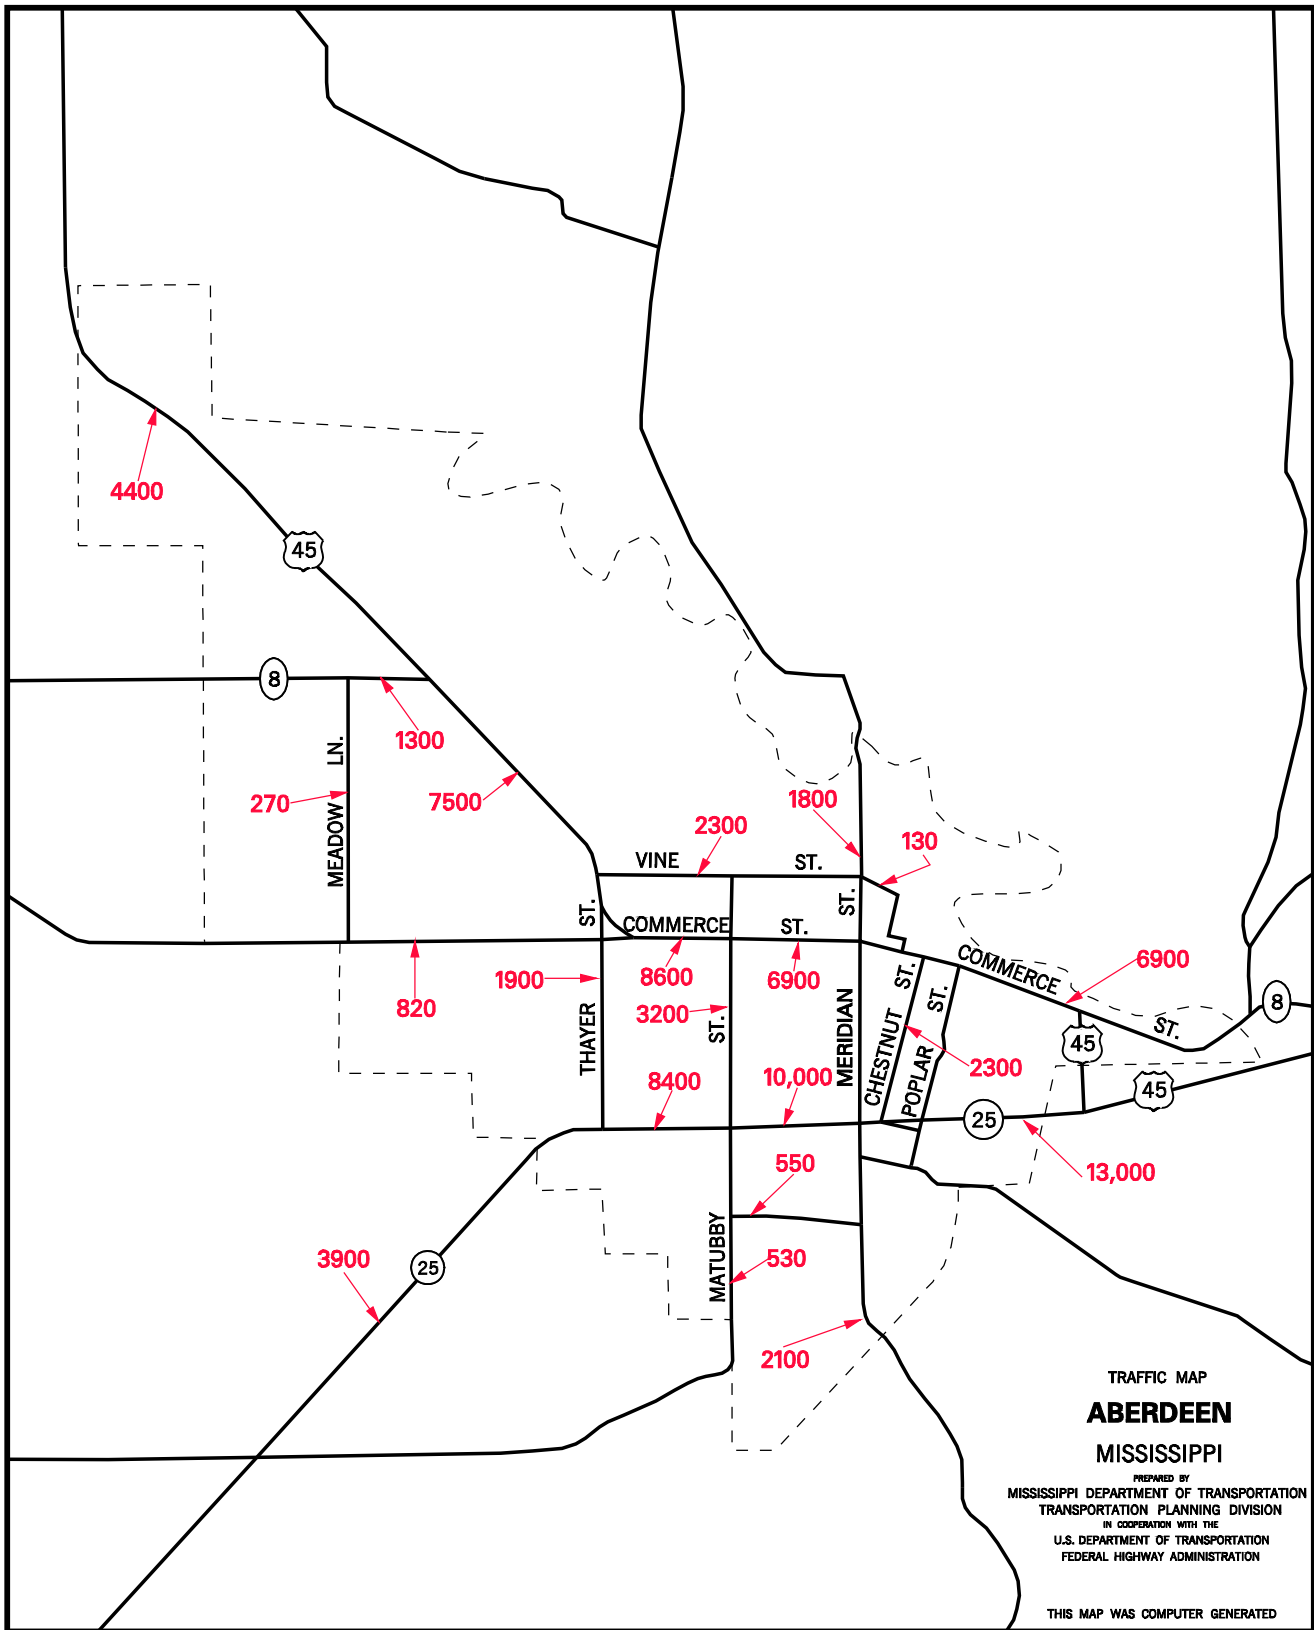 4400
45
8
1300
MEADOW LN.
270
7500
1800
2300
130
VINE ST.
ST.
ST.
COMMERCE ST.
8600
6900
COMMERCE ST.
6900
8
1900
820
3200
ST.
THAYER
MERIDIAN
CHESTNUT ST.
POPLAR ST.
45
45
2300
8400
10,000
25
13,000
550
MATUBBY
530
3900
25
2100
TRAFFIC MAP
ABERDEEN
MISSISSIPPI
PREPARED BY
MISSISSIPPI DEPARTMENT OF TRANSPORTATION
TRANSPORTATION PLANNING DIVISION
IN COOPERATION WITH THE
U.S. DEPARTMENT OF TRANSPORTATION
FEDERAL HIGHWAY ADMINISTRATION
THIS MAP WAS COMPUTER GENERATED